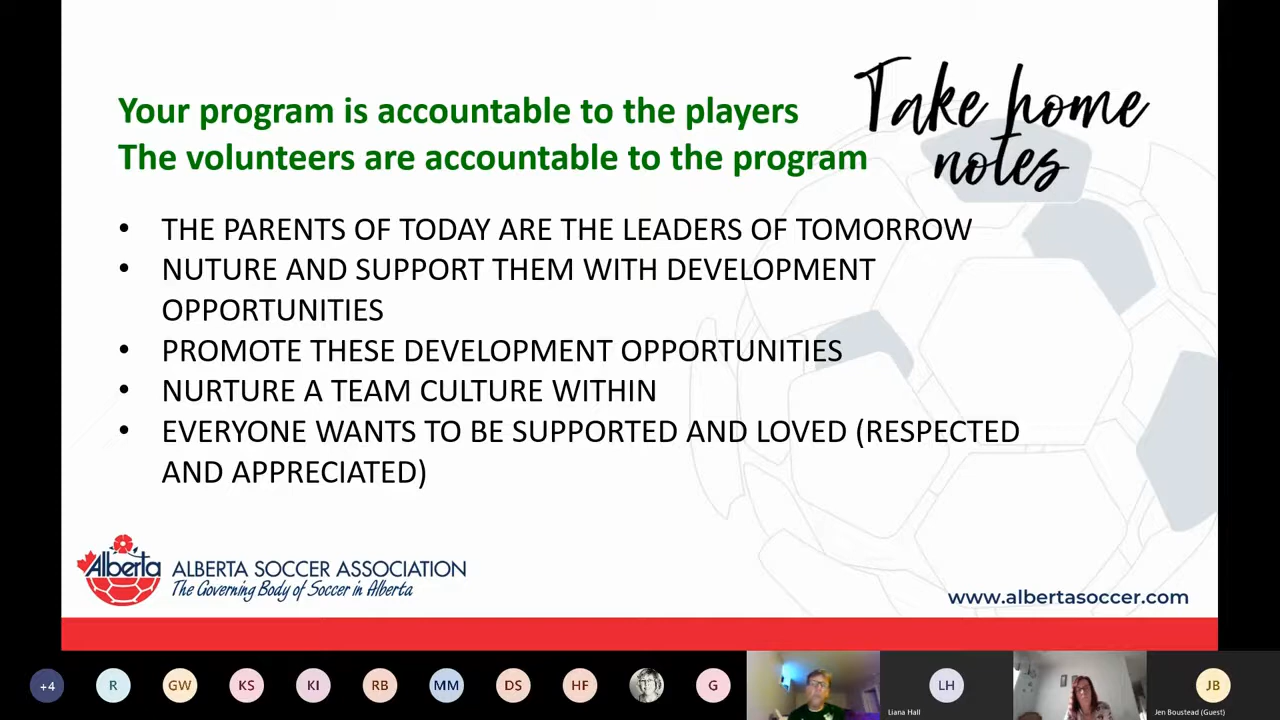 Your program is accountable to the players
The volunteers are accountable to the program
Take home
notes
• THE PARENTS OF TODAY ARE THE LEADERS OF TOMORROW
• NUTURE AND SUPPORT THEM WITH DEVELOPMENT
OPPORTUNITIES
• PROMOTE THESE DEVELOPMENT OPPORTUNITIES
• NURTURE A TEAM CULTURE WITHIN
• EVERYONE WANTS TO BE SUPPORTED AND LOVED (RESPECTED
AND APPRECIATED)
Alberta
ALBERTA SOCCER ASSOCIATION
The Governing Body of Soccer in Alberta
www.albertasoccer.com
+4 R GW KS KI RB MM DS HF G LH JB
Liana Hall
Jen Boustead (Guest)